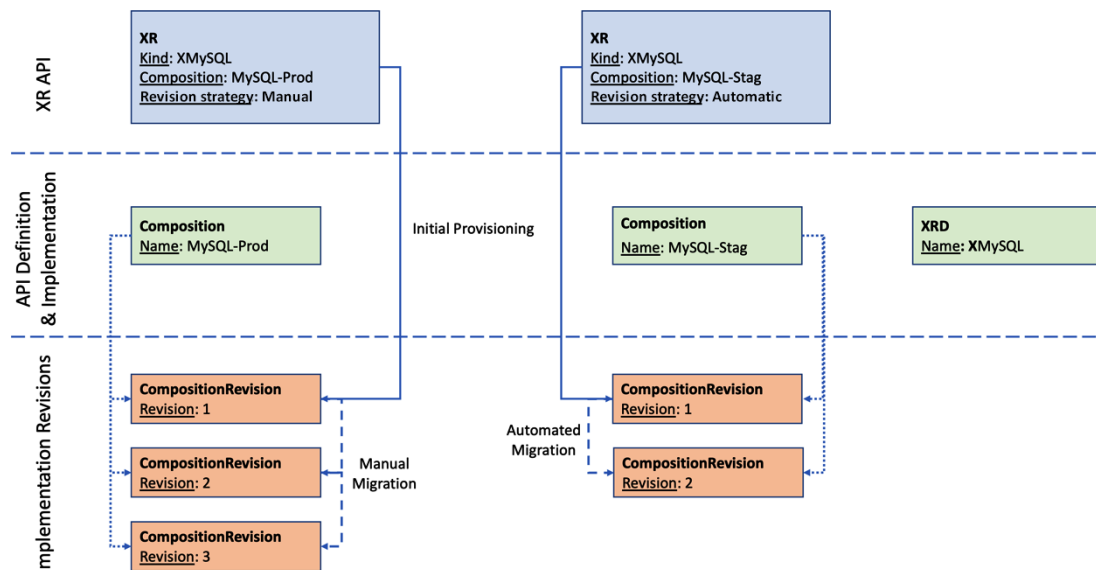 XR API
XR
Kind: XMySQL
Composition: MySQL-Prod
Revision strategy: Manual
XR
Kind: XMySQL
Composition: MySQL-Stag
Revision strategy: Automatic
API Definition
& Implementation
Composition
Name: MySQL-Prod
Initial Provisioning
Composition
Name: MySQL-Stag
XRD
Name: XMySQL
Implementation Revisions
CompositionRevision
Revision: 1
CompositionRevision
Revision: 2
CompositionRevision
Revision: 3
Manual
Migration
Automated
Migration
CompositionRevision
Revision: 1
CompositionRevision
Revision: 2